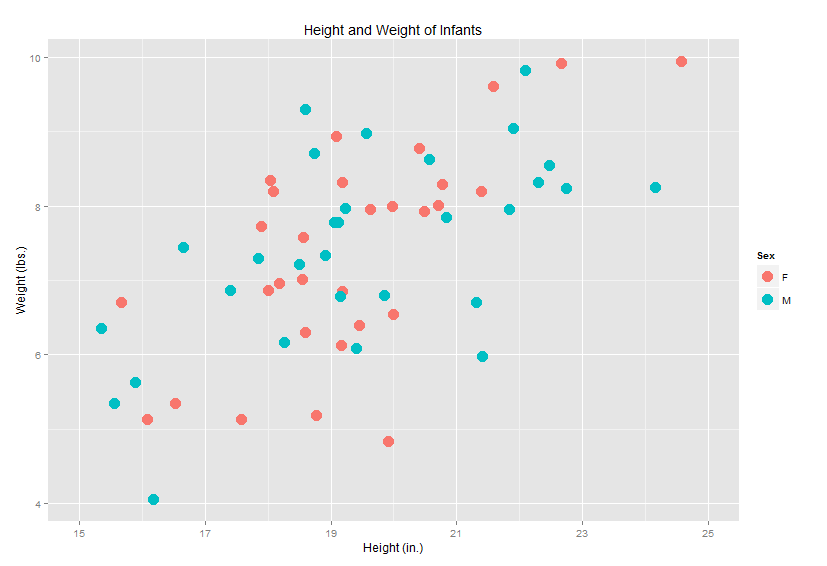 Height and Weight of Infants
Weight (lbs.)
10
8
6
4
15 17 19 21 23 25
Height (in.)
Sex
F
M